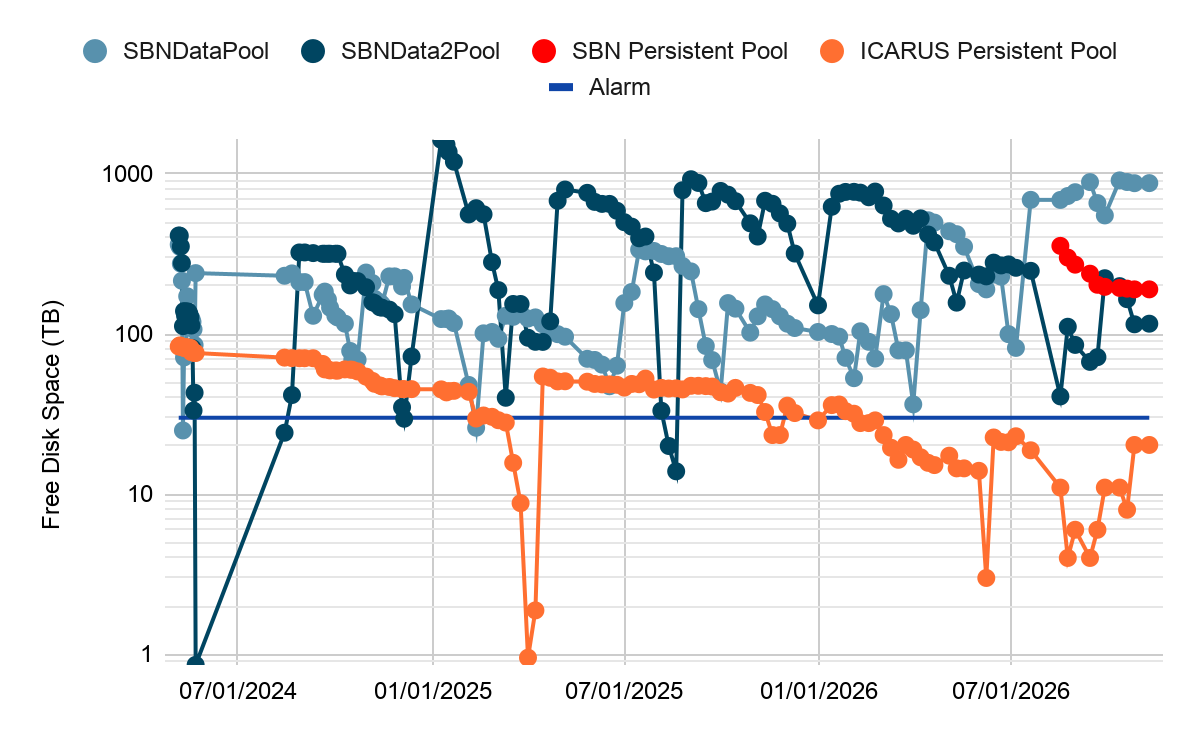 SBNDataPool SBNData2Pool SBN Persistent Pool ICARUS Persistent Pool
Alarm
Free Disk Space (TB)
1000
100
10
1
07/01/2024 01/01/2025 07/01/2025 01/01/2026 07/01/2026